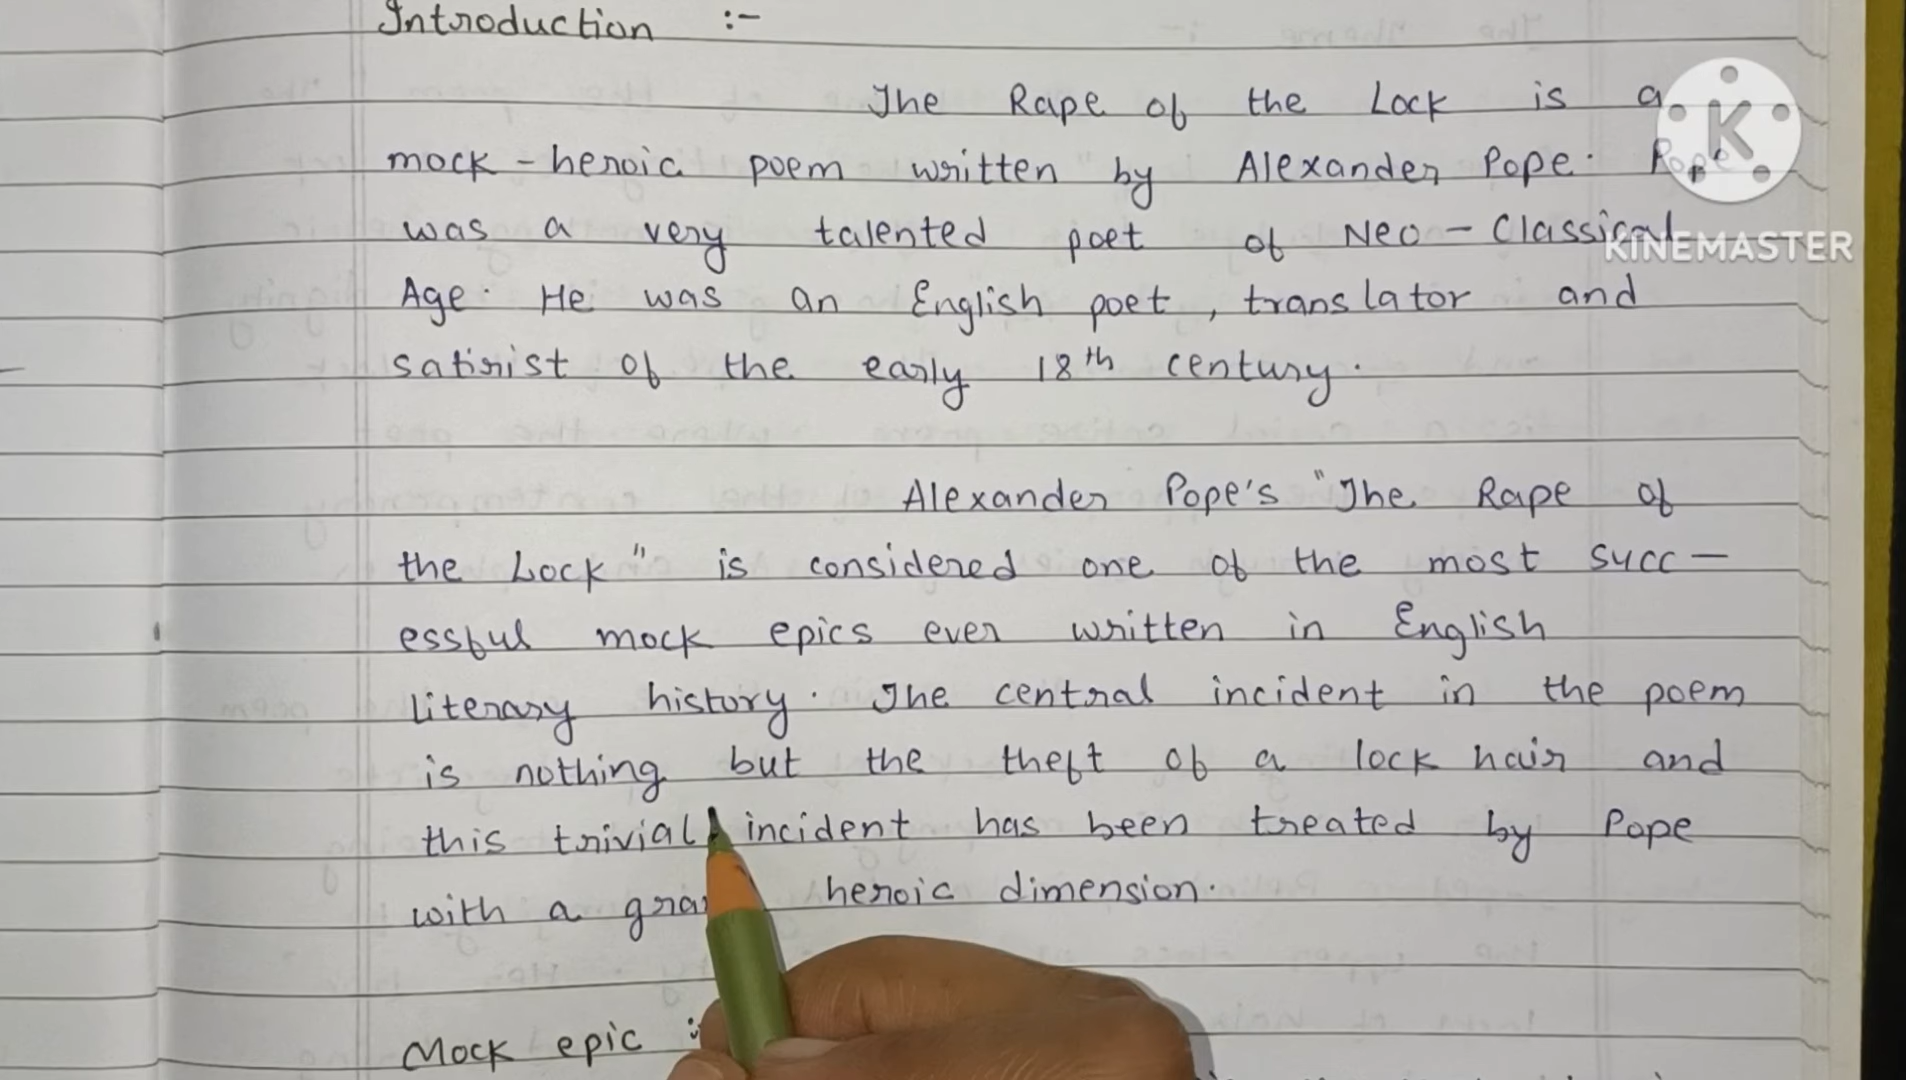 Introduction :-
The Rape of the Lock is a
mock-heroic poem written by Alexander Pope. Pope
was a very talented poet of Neo-Classical
KINEMASTER
Age. He was an English poet, translator and
satirist of the early 18th century.
Alexander Pope's "The Rape of
the Lock" is considered one of the most succ-
essful mock epics ever written in English
literary history. The central incident in the poem
is nothing but the theft of a lock hair and
this trivial incident has been treated by Pope
with a heroic dimension.
Mock epic :